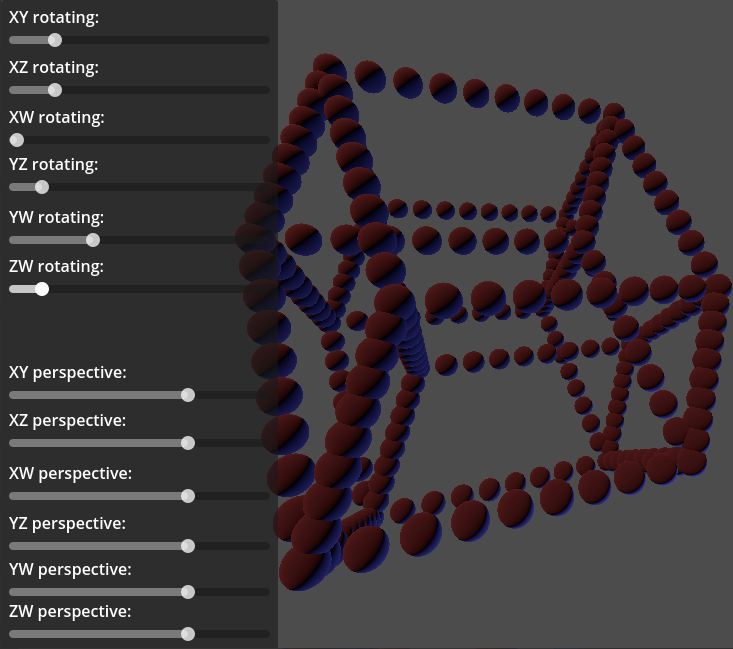 XY rotating:
XZ rotating:
XW rotating:
YZ rotating:
YW rotating:
ZW rotating:
XY perspective:
XZ perspective:
XW perspective:
YZ perspective:
YW perspective:
ZW perspective: